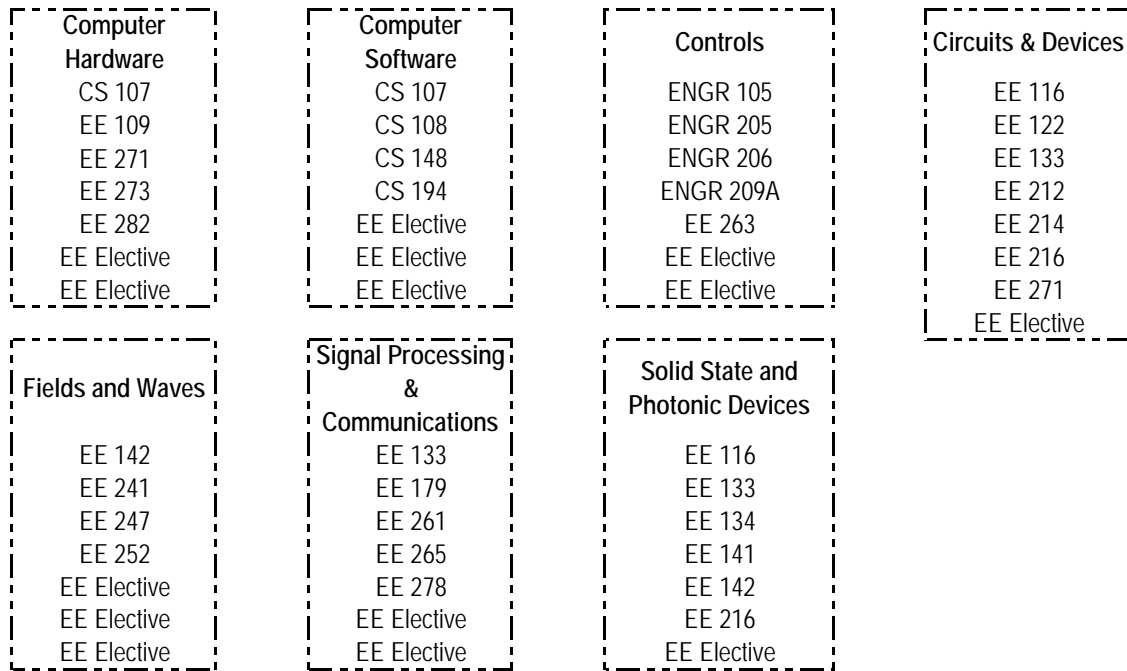 Computer
Hardware
CS 107
EE 109
EE 271
EE 273
EE 282
EE Elective
EE Elective
Computer
Software
CS 107
CS 108
CS 148
CS 194
EE Elective
EE Elective
EE Elective
Controls
ENGR 105
ENGR 205
ENGR 206
ENGR 209A
EE 263
EE Elective
EE Elective
Circuits & Devices
EE 116
EE 122
EE 133
EE 212
EE 214
EE 216
EE 271
EE Elective
Fields and Waves
EE 142
EE 241
EE 247
EE 252
EE Elective
EE Elective
EE Elective
Signal Processing
&
Communications
EE 133
EE 179
EE 261
EE 265
EE 278
EE Elective
EE Elective
Solid State and
Photonic Devices
EE 116
EE 133
EE 134
EE 141
EE 142
EE 216
EE Elective